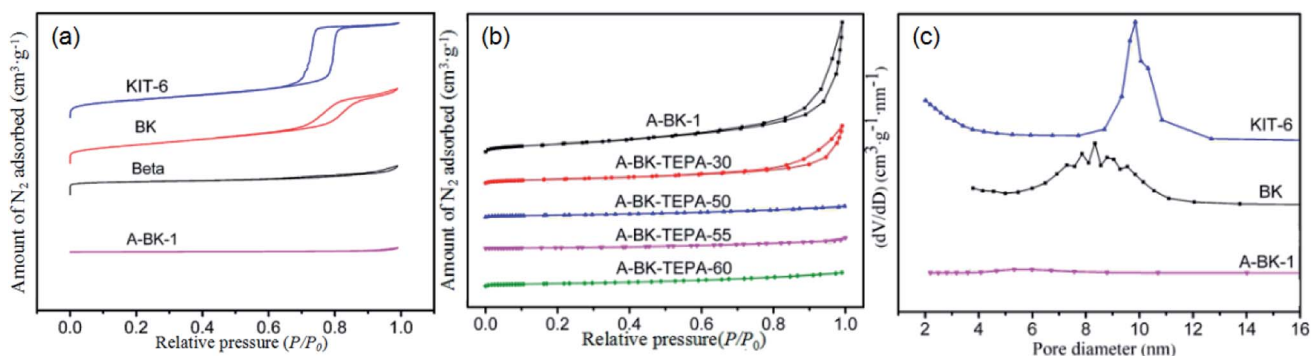 (a)
Amount of N₂ adsorbed (cm³·g⁻¹)
KIT-6
BK
Beta
A-BK-1
0.0 0.2 0.4 0.6 0.8 1.0
Relative pressure (P/P₀)
(b)
Amount of N₂ adsorbed (cm³·g⁻¹)
A-BK-1
A-BK-TEPA-30
A-BK-TEPA-50
A-BK-TEPA-55
A-BK-TEPA-60
0.0 0.2 0.4 0.6 0.8 1.0
Relative pressure(P/P₀)
(c)
(dV/dD) (cm³·g⁻¹·nm⁻¹)
KIT-6
BK
A-BK-1
2 4 6 8 10 12 14 16
Pore diameter (nm)